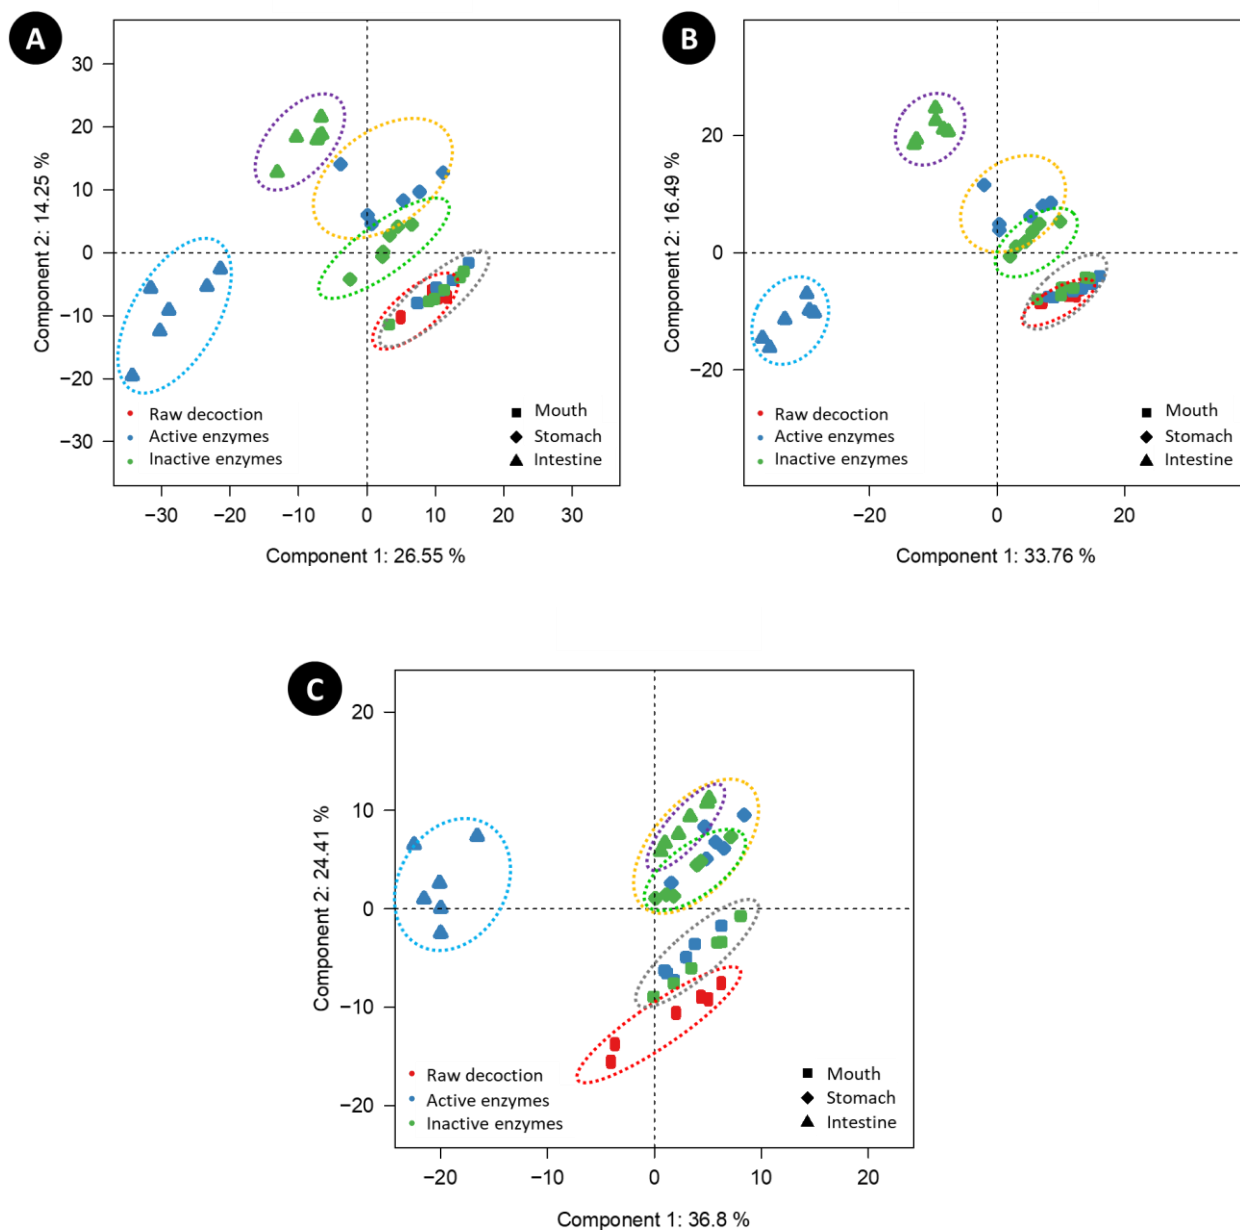 A
30
20
10
0
−10
−20
−30
Component 2: 14.25 %
Raw decoction
Active enzymes
Inactive enzymes
Mouth
Stomach
Intestine
−30 −20 −10 0 10 20 30
Component 1: 26.55 %
B
20
0
−20
Component 2: 16.49 %
Raw decoction
Active enzymes
Inactive enzymes
Mouth
Stomach
Intestine
−20 0 20
Component 1: 33.76 %
C
20
10
0
−10
−20
Component 2: 24.41 %
Raw decoction
Active enzymes
Inactive enzymes
Mouth
Stomach
Intestine
−20 −10 0 10 20
Component 1: 36.8 %